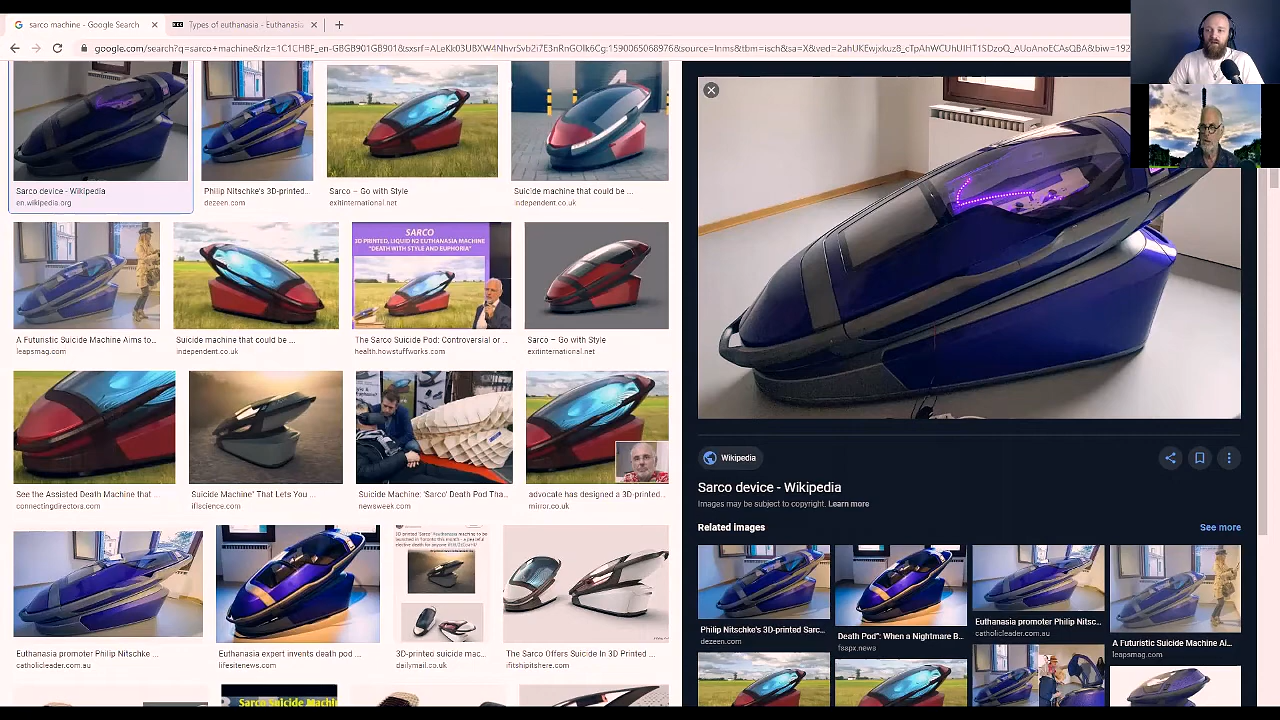 sarco machine - Google Search
Types of euthanasia - Euthanasi
Sarco device - Wikipedia
en.wikipedia.org
Philip Nitschke's 3D-printed...
dezeen.com
Sarco – Go with Style
exitinternational.net
Suicide machine that could be ...
independent.co.uk
SARCO
3D PRINTED, LIQUID N2 EUTHANASIA MACHINE
"DEATH WITH STYLE AND EUPHORIA"
A Futuristic Suicide Machine Aims to...
leapsmag.com
Suicide machine that could be ...
independent.co.uk
The Sarco Suicide Pod: Controversial or ...
health.howstuffworks.com
Sarco – Go with Style
exitinternational.net
See the Assisted Death Machine that ...
connectingdirectors.com
Suicide Machine' That Lets You ...
iflscience.com
Suicide Machine: 'Sarco' Death Pod Tha...
newsweek.com
advocate has designed a 3D-printed...
mirror.co.uk
Euthanasia promoter Philip Nitschke ...
catholicleader.com.au
Euthanasia expert invents death pod ...
lifesitenews.com
3D-printed suicide mac...
dailymail.co.uk
The Sarco Offers Suicide In 3D Printed ...
ifitshipitshere.com
Sarco Suicide Machin
Wikipedia
Sarco device - Wikipedia
Images may be subject to copyright. Learn more
Related images
See more
Philip Nitschke's 3D-printed Sarc...
dezeen.com
Death Pod": When a Nightmare B...
fsspx.news
Euthanasia promoter Philip Nitsc...
catholicleader.com.au
A Futuristic Suicide Machine Ai...
leapsmag.com